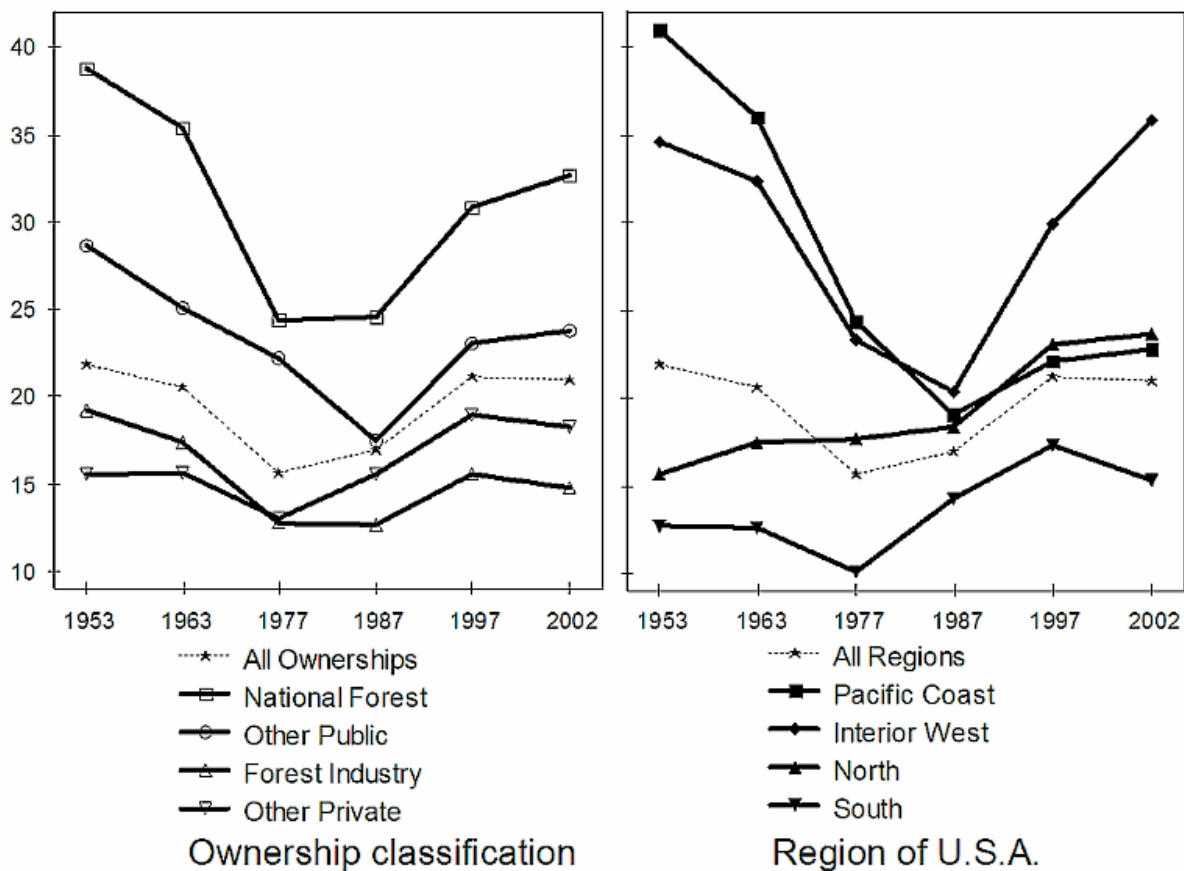 40
35
30
25
20
15
10
1953 1963 1977 1987 1997 2002
All Ownerships
National Forest
Other Public
Forest Industry
Other Private
Ownership classification
1953 1963 1977 1987 1997 2002
All Regions
Pacific Coast
Interior West
North
South
Region of U.S.A.